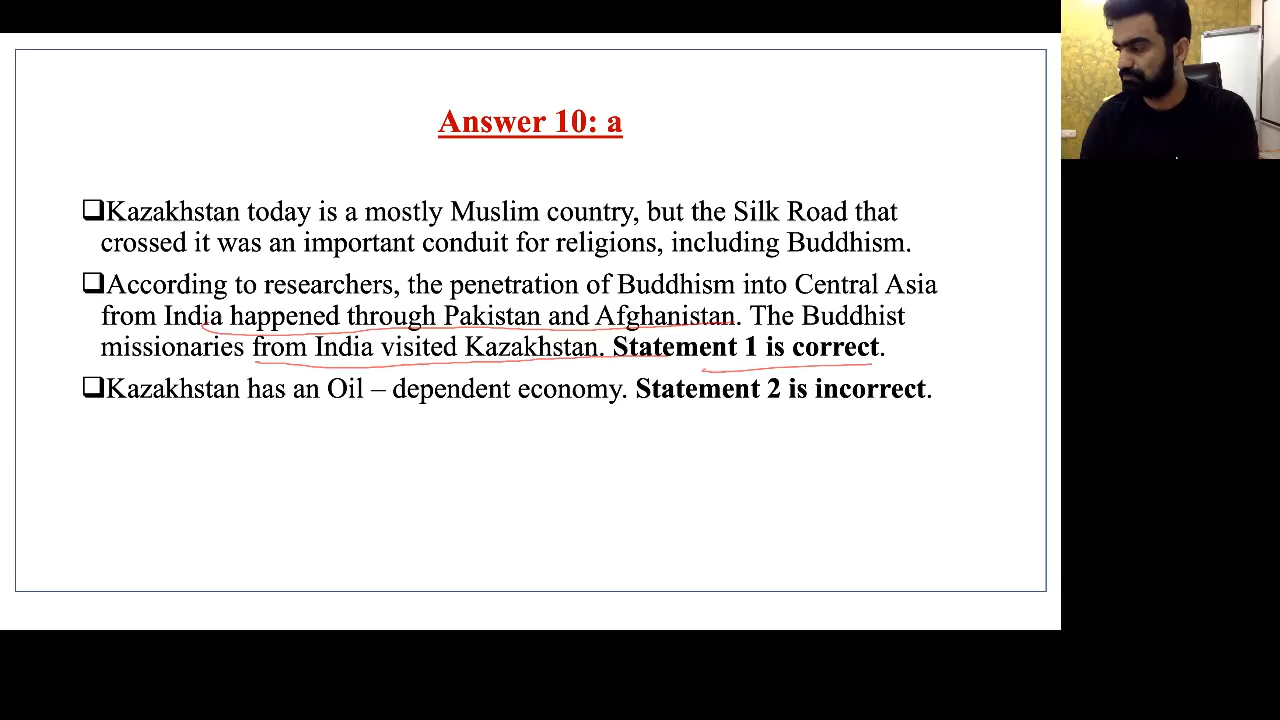 Answer 10: a
❑Kazakhstan today is a mostly Muslim country, but the Silk Road that
crossed it was an important conduit for religions, including Buddhism.
❑According to researchers, the penetration of Buddhism into Central Asia
from India happened through Pakistan and Afghanistan. The Buddhist
missionaries from India visited Kazakhstan. Statement 1 is correct.
❑Kazakhstan has an Oil – dependent economy. Statement 2 is incorrect.